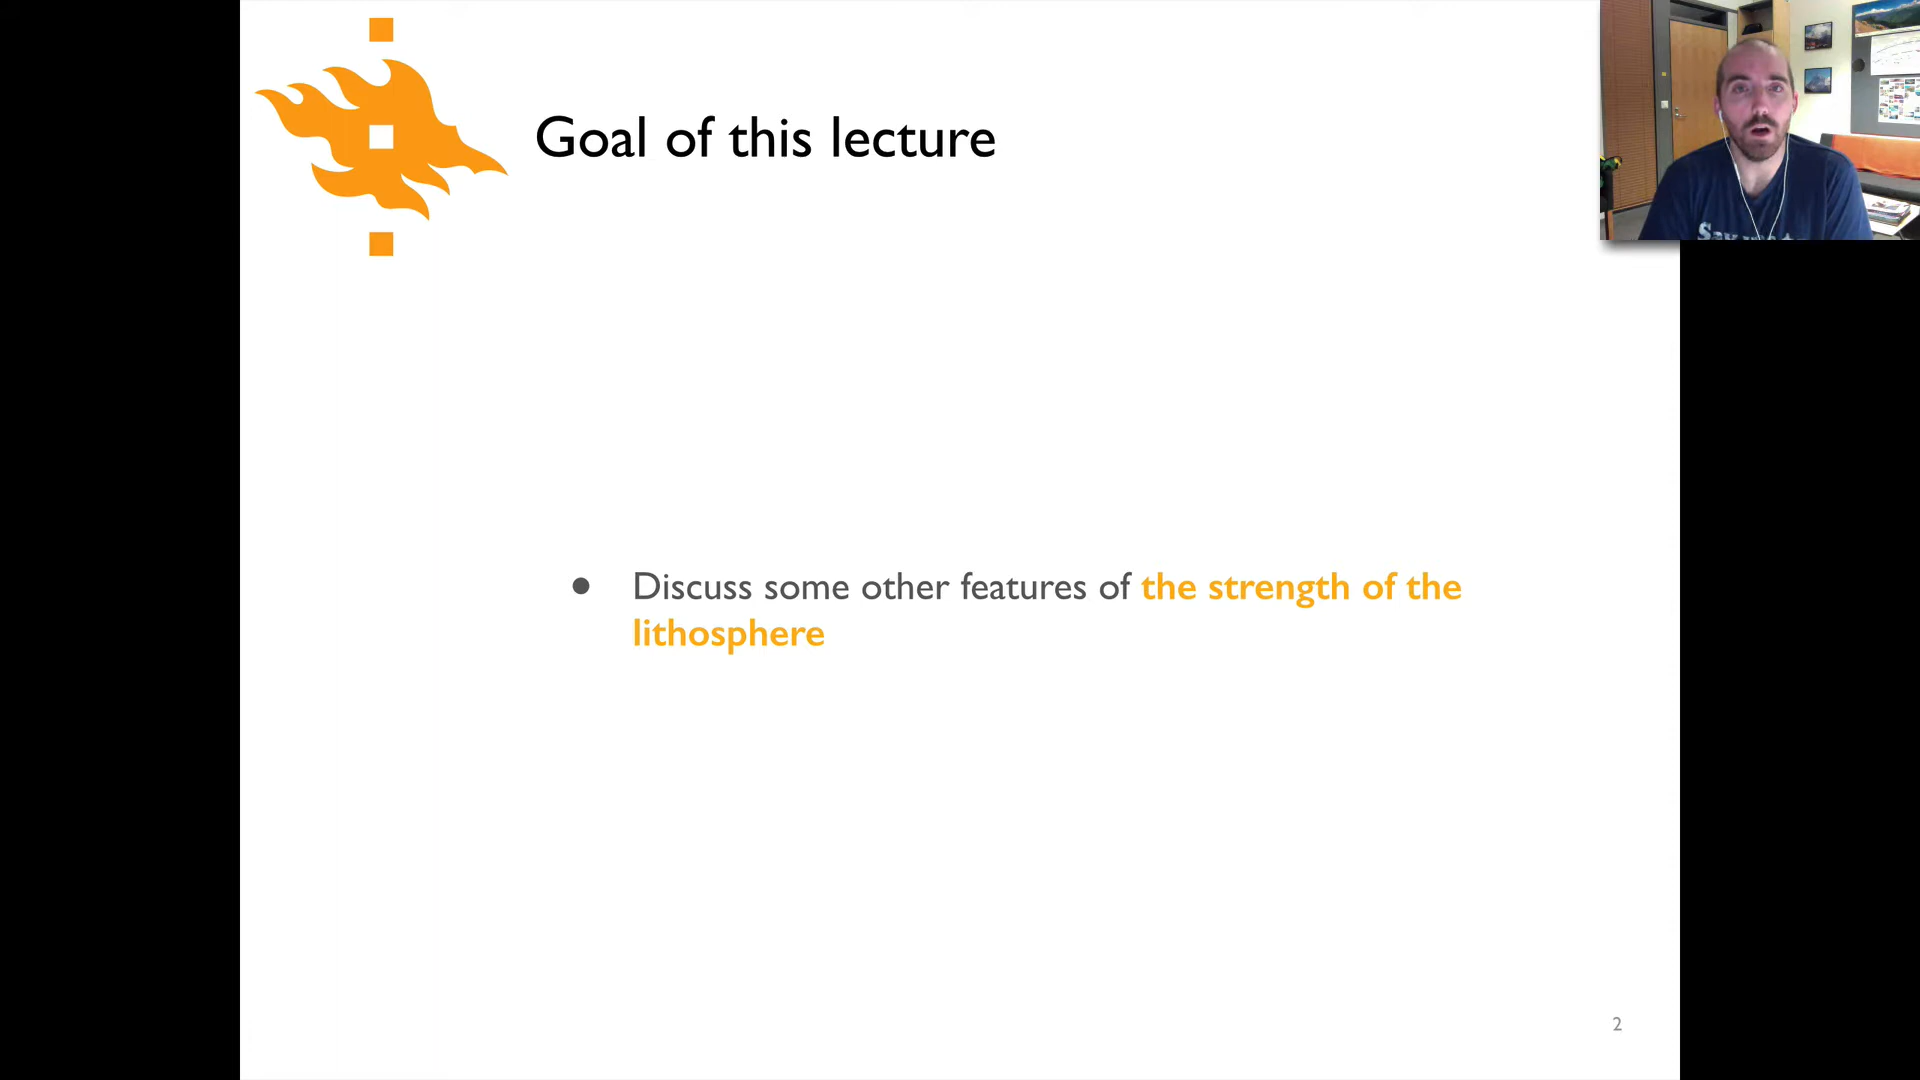 Goal of this lecture
● Discuss some other features of the strength of the
lithosphere
2